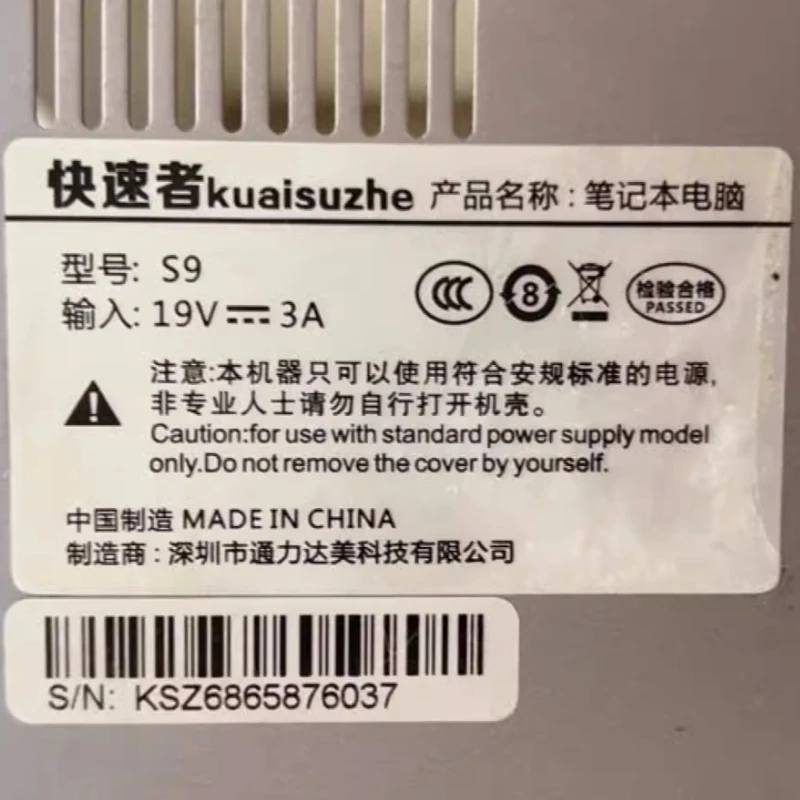 快速者kuaisuzhe 产品名称:笔记本电脑
型号: S9
输入: 19V 3A
CCC 8 检验合格 PASSED
注意:本机器只可以使用符合安规标准的电源,
非专业人士请勿自行打开机壳。
Caution:for use with standard power supply model
only.Do not remove the cover by yourself.
中国制造 MADE IN CHINA
制造商:深圳市通力达美科技有限公司
S/N: KSZ6865876037